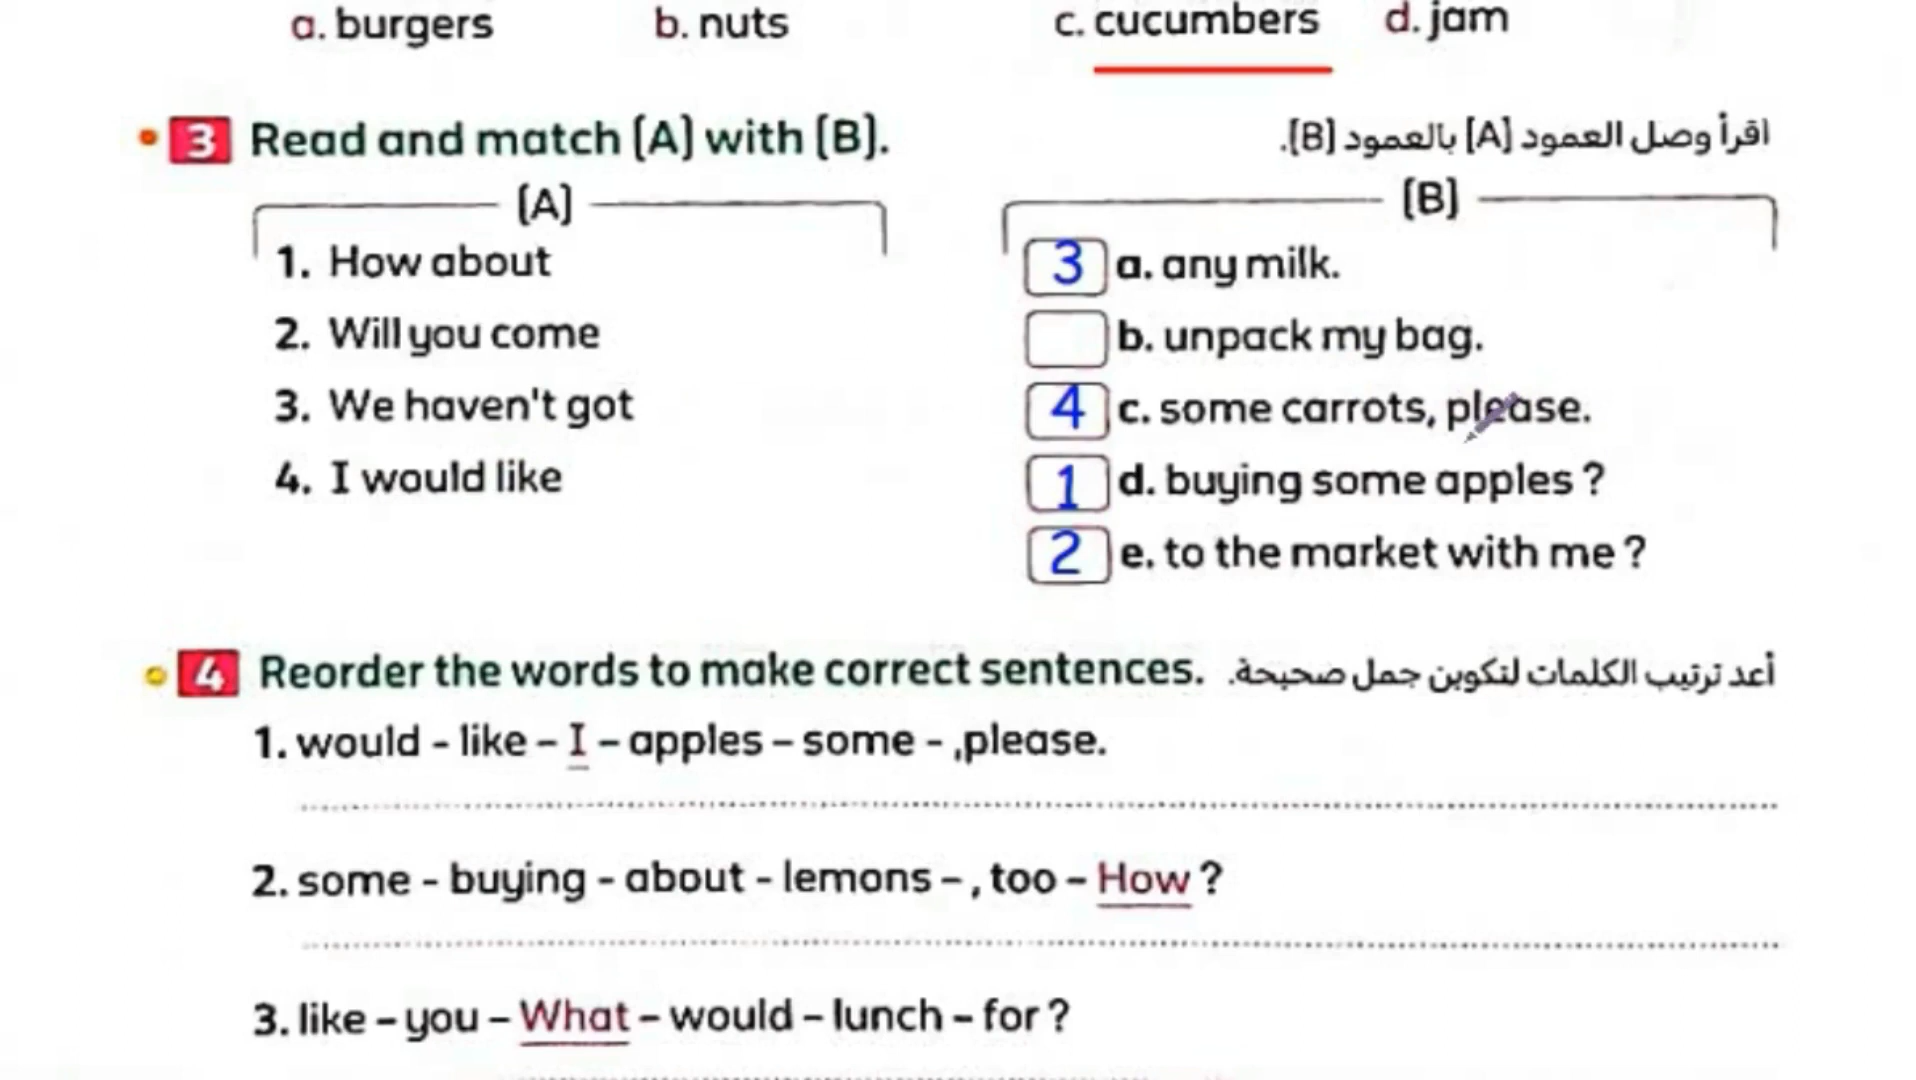 a. burgers b. nuts c. cucumbers d. jam
3 Read and match (A) with (B). اقرأ وصل العمود [A] بالعمود [B].
(A) (B)
1. How about 3 a. any milk.
2. Will you come b. unpack my bag.
3. We haven't got 4 c. some carrots, please.
4. I would like 1 d. buying some apples ?
2 e. to the market with me ?
4 Reorder the words to make correct sentences. أعد ترتيب الكلمات لتكوين جمل صحيحة.
1. would - like – I – apples – some - ,please.
2. some - buying - about - lemons – , too – How ?
3. like – you – What – would – lunch – for ?